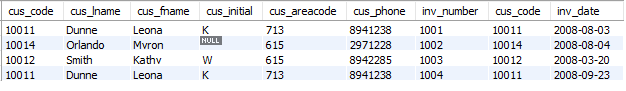 cus_code cus_lname cus_fname cus_initial cus_areacode cus_phone inv_number cus_code inv_date
10011 Dunne Leona K 713 8941238 1001 10011 2008-08-03
10014 Orlando Mvron NULL 615 2971228 1002 10014 2008-08-04
10012 Smith Kathv W 615 8942285 1003 10012 2008-03-20
10011 Dunne Leona K 713 8941238 1004 10011 2008-09-23